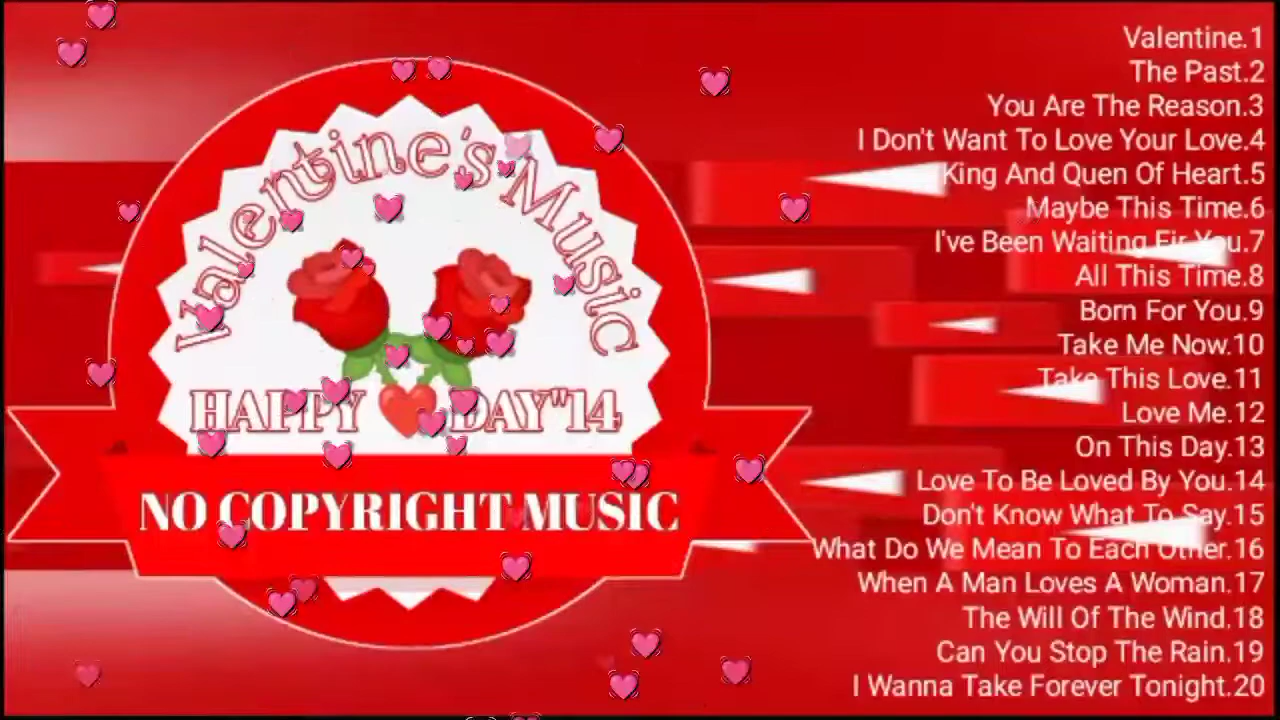 Valentine's Music
HAPPY DAY"14
NO COPYRIGHT MUSIC
Valentine.1
The Past.2
You Are The Reason.3
I Don't Want To Love Your Love.4
King And Quen Of Heart.5
Maybe This Time.6
I've Been Waiting Fir You.7
All This Time.8
Born For You.9
Take Me Now.10
Take This Love.11
Love Me.12
On This Day.13
Love To Be Loved By You.14
Don't Know What To Say.15
What Do We Mean To Each Other.16
When A Man Loves A Woman.17
The Will Of The Wind.18
Can You Stop The Rain.19
I Wanna Take Forever Tonight.20